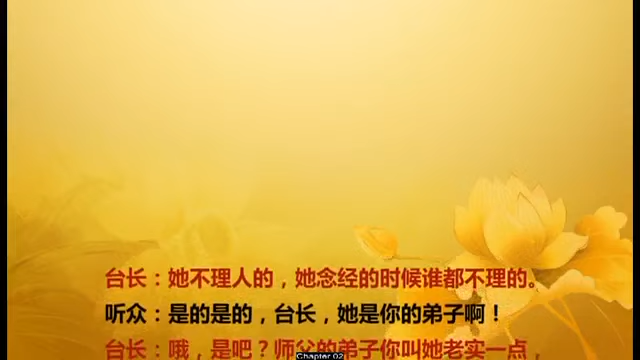 台长：她不理人的，她念经的时候谁都不理的。
听众：是的是的，台长，她是你的弟子啊！
台长：哦，是吧？师父的弟子你叫她老实一点，
Chapter 02